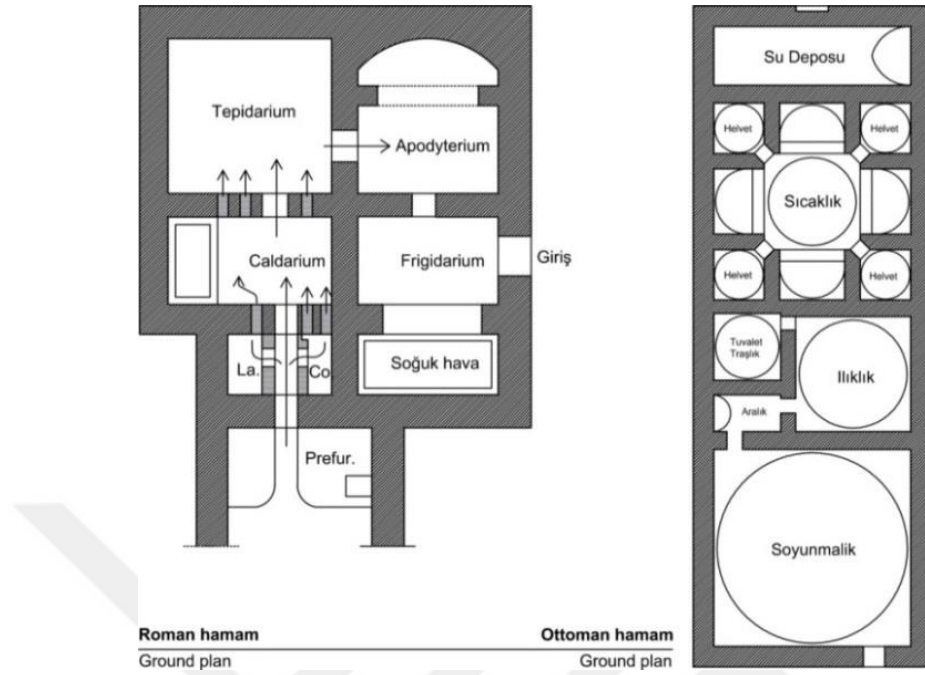 Tepidarium
Apodyterium
Caldarium
Frigidarium
Giriş
La.
Co.
Soğuk hava
Prefur.
Su Deposu
Helvet
Helvet
Sıcaklık
Helvet
Helvet
Tuvalet
Traşlık
Ilıklık
Aralık
Soyunmalik
Roman hamam
Ottoman hamam
Ground plan
Ground plan